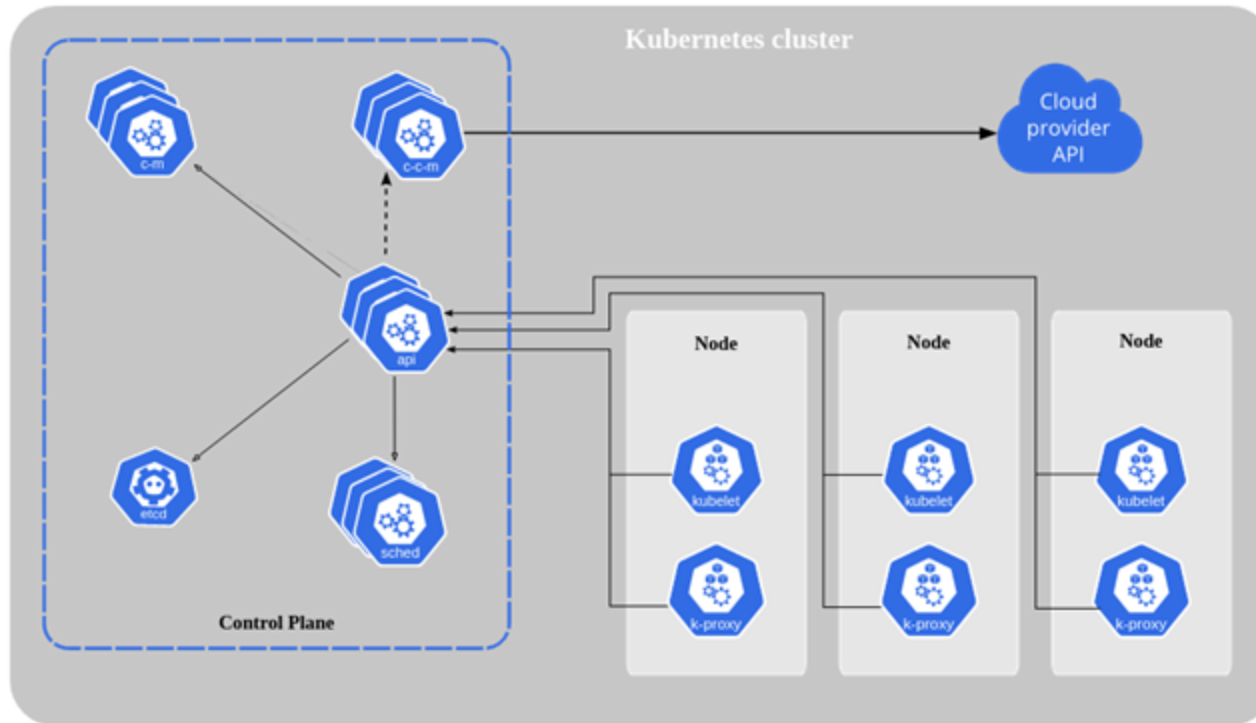 Kubernetes cluster
c-m
c-c-m
Cloud
provider
API
api
Node
Node
Node
etcd
sched
kubelet
kubelet
kubelet
k-proxy
k-proxy
k-proxy
Control Plane